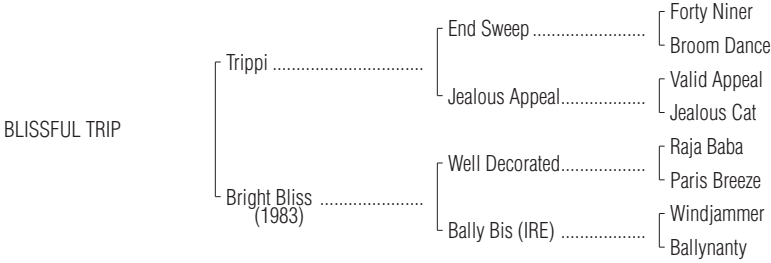 Forty Niner
End Sweep ........................
Broom Dance
Trippi ................................
Valid Appeal
Jealous Appeal..................
Jealous Cat
BLISSFUL TRIP
Raja Baba
Well Decorated..................
Paris Breeze
Bright Bliss ......................
(1983)
Windjammer
Bally Bis (IRE) ..................
Ballynanty